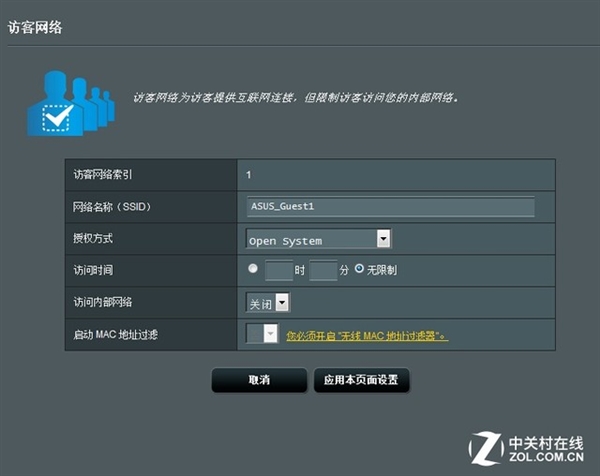 访客网络
访客网络为访客提供互联网连接，但限制访客访问您的内部网络。
访客网络索引 1
网络名称（SSID） ASUS_Guest1
授权方式 Open System
访问时间 时 分 无限制
访问内部网络 关闭
启动 MAC 地址过滤 您必须开启 "无线 MAC 地址过滤器"。
取消 应用本页面设置
Z 中关村在线
ZOL.COM.CN